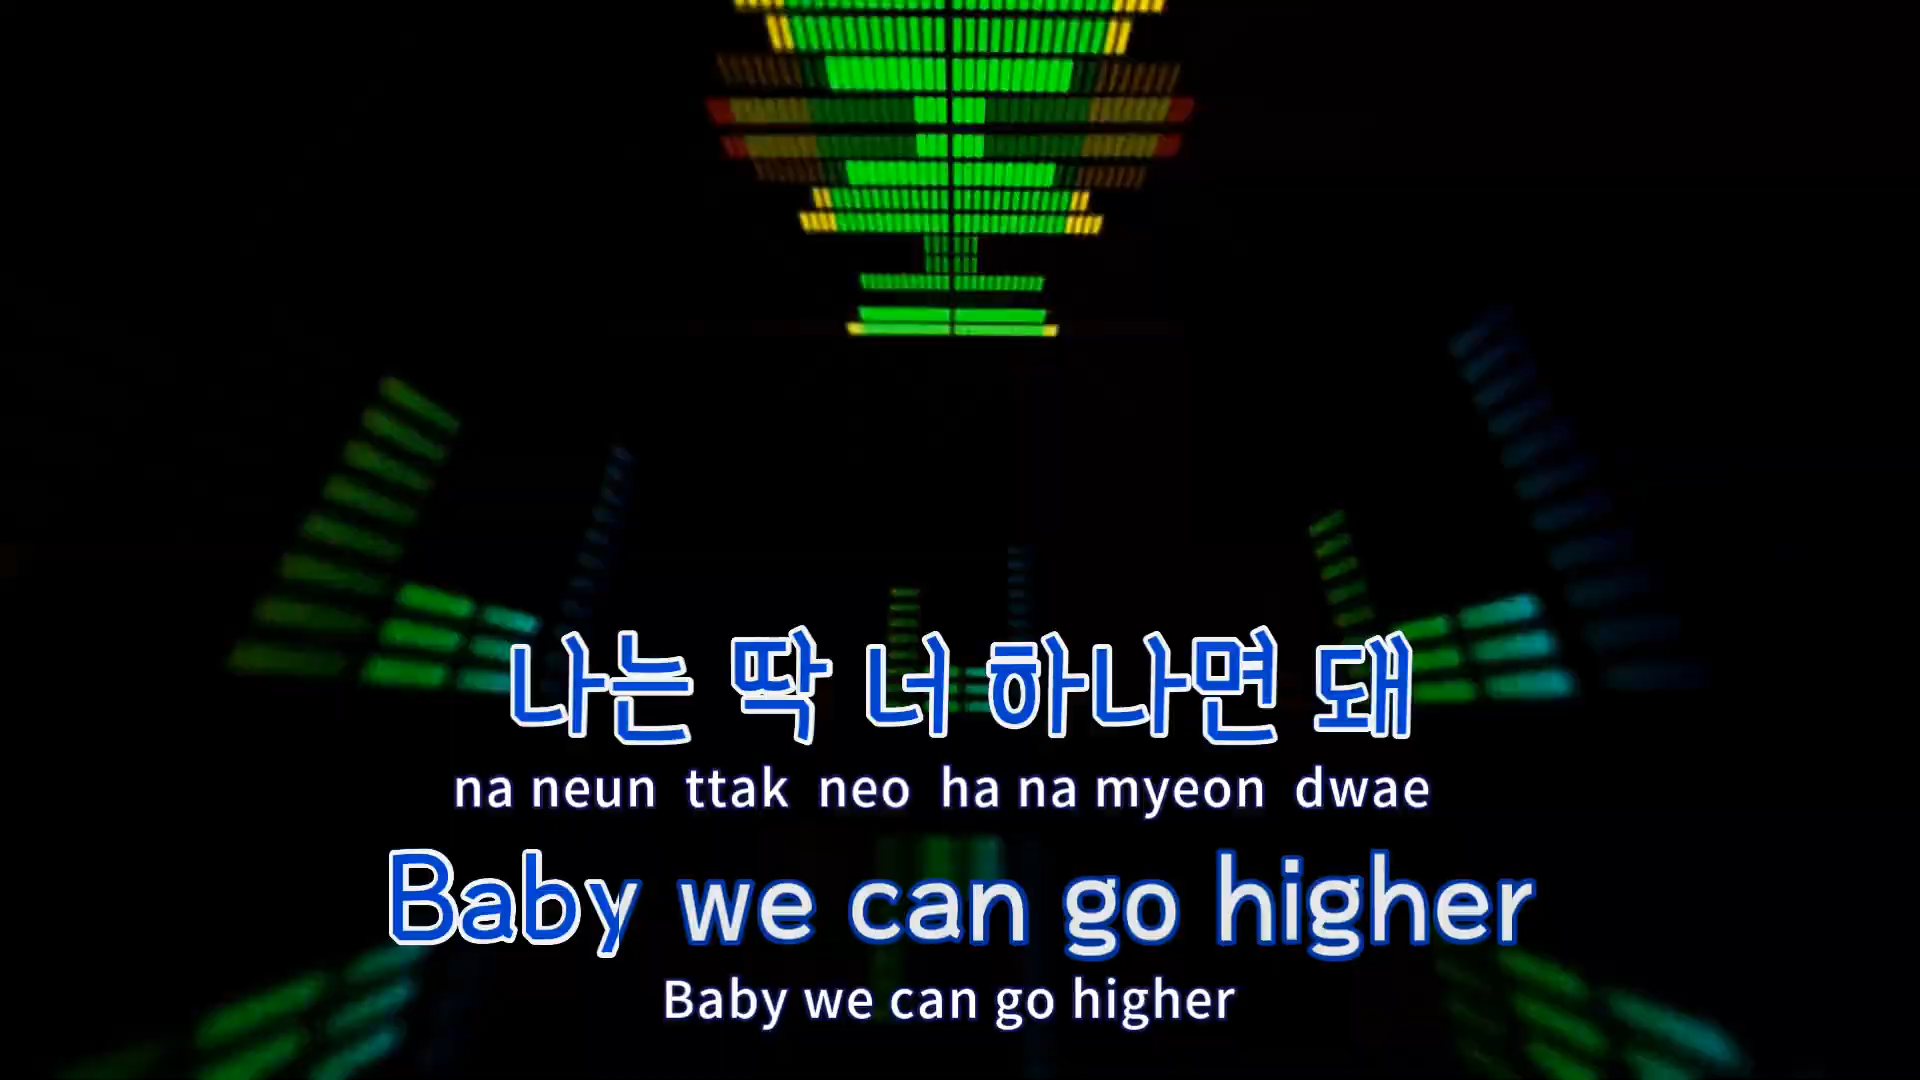 나는 딱 너 하나면 돼
na neun ttak neo ha na myeon dwae
Baby we can go higher
Baby we can go higher